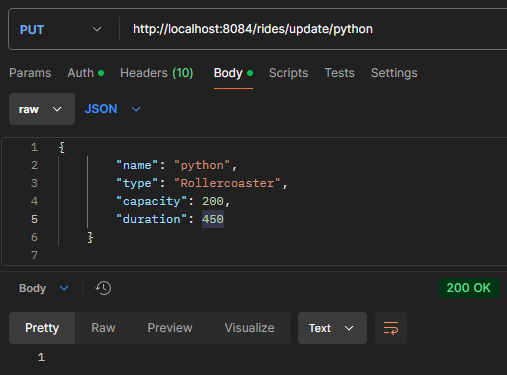 PUT http://localhost:8084/rides/update/python
Params Auth Headers (10) Body Scripts Tests Settings
raw JSON
1 {
2 "name": "python",
3 "type": "Rollercoaster",
4 "capacity": 200,
5 "duration": 450
6 }
7
Body 200 OK
Pretty Raw Preview Visualize Text
1